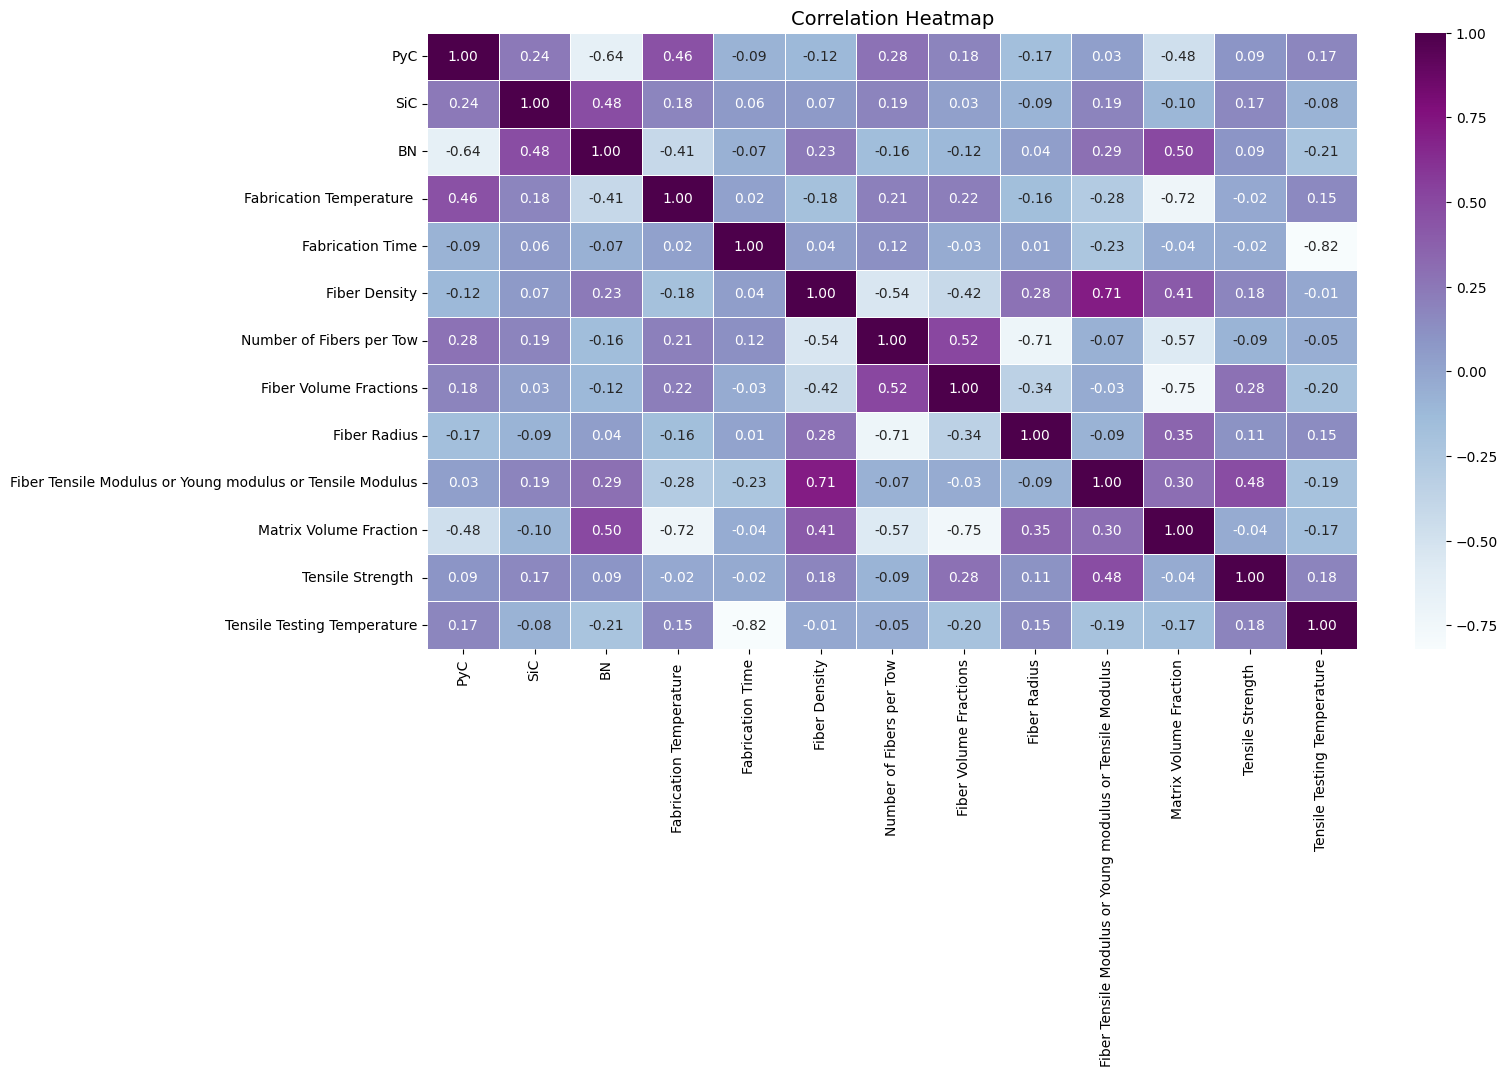 Correlation Heatmap
PyC 1.00 0.24 -0.64 0.46 -0.09 -0.12 0.28 0.18 -0.17 0.03 -0.48 0.09 0.17
SiC 0.24 1.00 0.48 0.18 0.06 0.07 0.19 0.03 -0.09 0.19 -0.10 0.17 -0.08
BN -0.64 0.48 1.00 -0.41 -0.07 0.23 -0.16 -0.12 0.04 0.29 0.50 0.09 -0.21
Fabrication Temperature 0.46 0.18 -0.41 1.00 0.02 -0.18 0.21 0.22 -0.16 -0.28 -0.72 -0.02 0.15
Fabrication Time -0.09 0.06 -0.07 0.02 1.00 0.04 0.12 -0.03 0.01 -0.23 -0.04 -0.02 -0.82
Fiber Density -0.12 0.07 0.23 -0.18 0.04 1.00 -0.54 -0.42 0.28 0.71 0.41 0.18 -0.01
Number of Fibers per Tow 0.28 0.19 -0.16 0.21 0.12 -0.54 1.00 0.52 -0.71 -0.07 -0.57 -0.09 -0.05
Fiber Volume Fractions 0.18 0.03 -0.12 0.22 -0.03 -0.42 0.52 1.00 -0.34 -0.03 -0.75 0.28 -0.20
Fiber Radius -0.17 -0.09 0.04 -0.16 0.01 0.28 -0.71 -0.34 1.00 -0.09 0.35 0.11 0.15
Fiber Tensile Modulus or Young modulus or Tensile Modulus 0.03 0.19 0.29 -0.28 -0.23 0.71 -0.07 -0.03 -0.09 1.00 0.30 0.48 -0.19
Matrix Volume Fraction -0.48 -0.10 0.50 -0.72 -0.04 0.41 -0.57 -0.75 0.35 0.30 1.00 -0.04 -0.17
Tensile Strength 0.09 0.17 0.09 -0.02 -0.02 0.18 -0.09 0.28 0.11 0.48 -0.04 1.00 0.18
Tensile Testing Temperature 0.17 -0.08 -0.21 0.15 -0.82 -0.01 -0.05 -0.20 0.15 -0.19 -0.17 0.18 1.00
PyC
SiC
BN
Fabrication Temperature
Fabrication Time
Fiber Density
Number of Fibers per Tow
Fiber Volume Fractions
Fiber Radius
Fiber Tensile Modulus or Young modulus or Tensile Modulus
Matrix Volume Fraction
Tensile Strength
Tensile Testing Temperature
1.00
0.75
0.50
0.25
0.00
−0.25
−0.50
−0.75